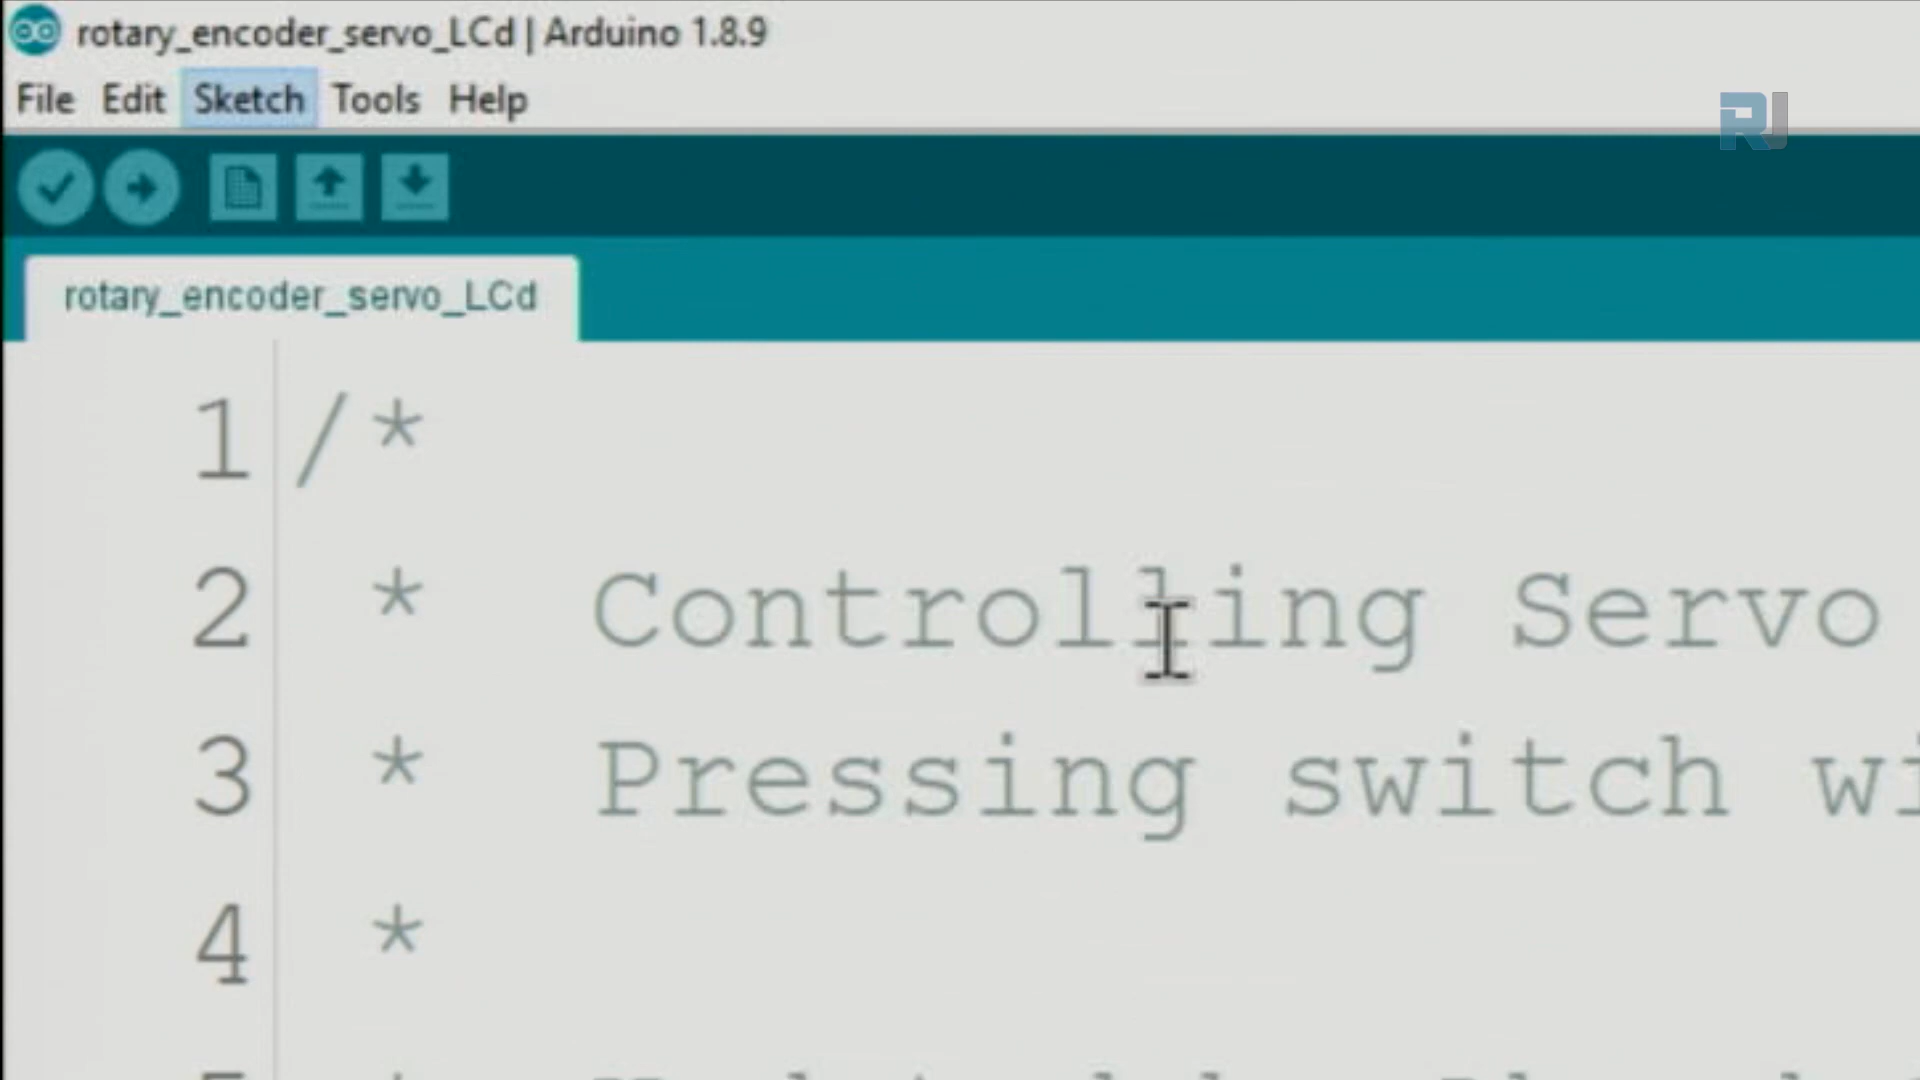 rotary_encoder_servo_LCd | Arduino 1.8.9
File Edit Sketch Tools Help
RJ
rotary_encoder_servo_LCd
1 /*
2 * Controlling Servo
3 * Pressing switch
4 *